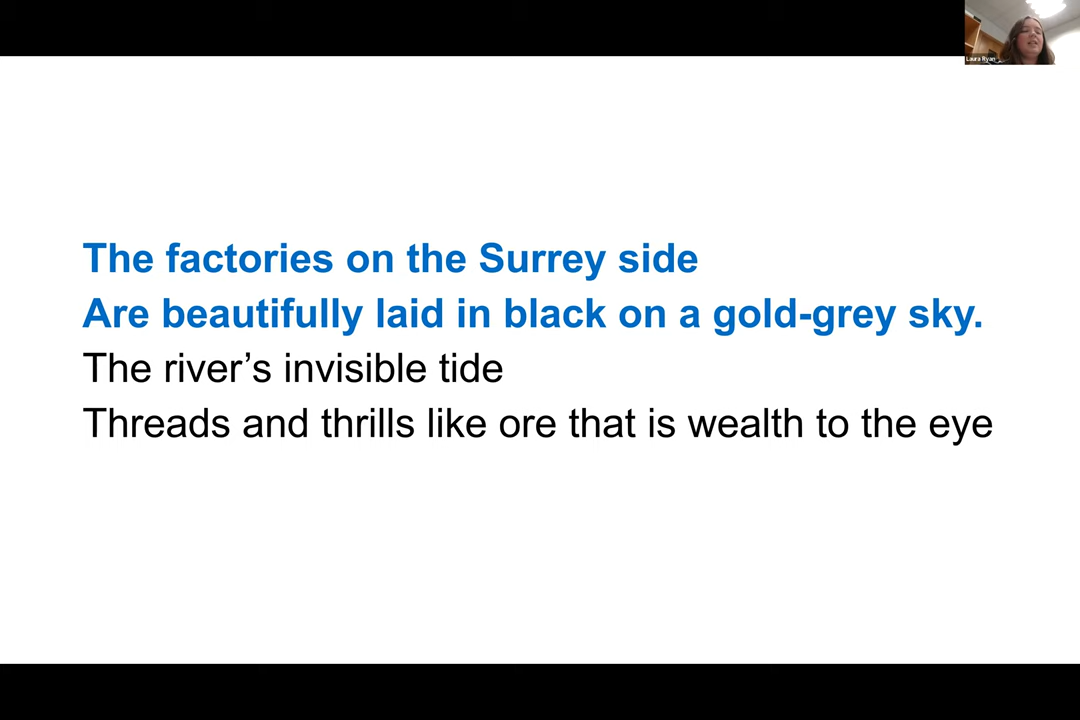 Laura Ryan
The factories on the Surrey side
Are beautifully laid in black on a gold-grey sky.
The river’s invisible tide
Threads and thrills like ore that is wealth to the eye